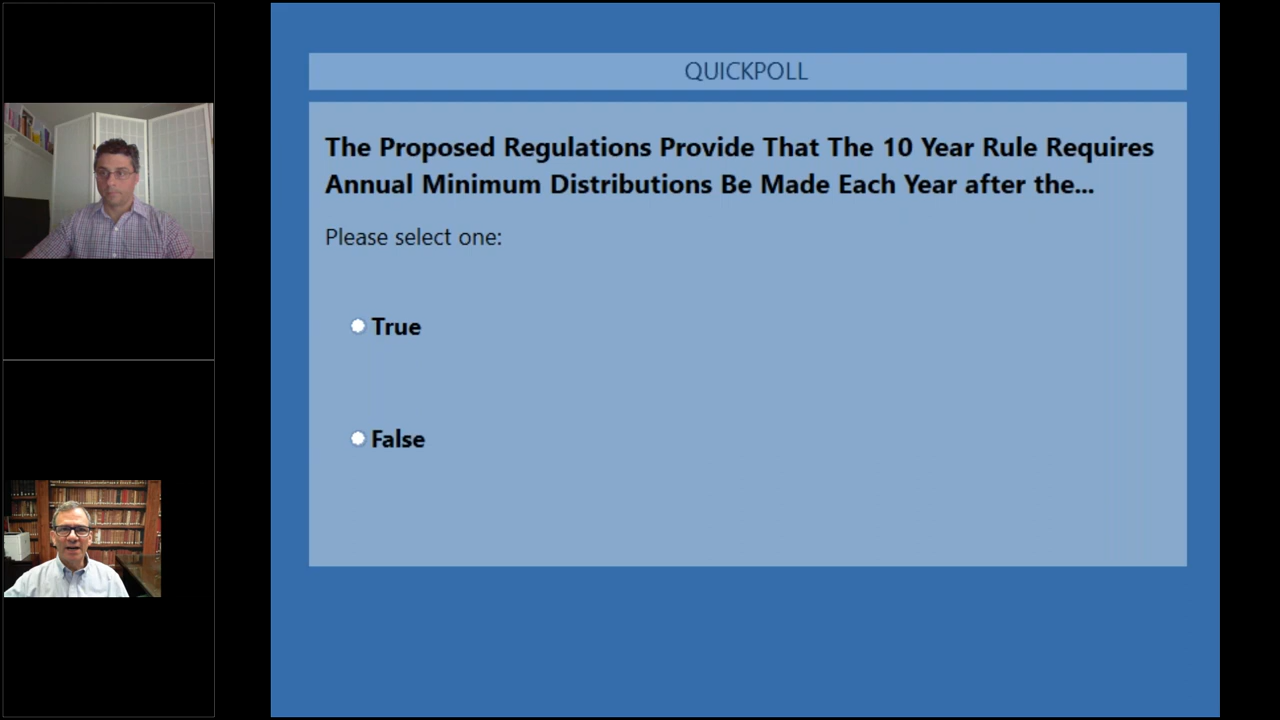 QUICKPOLL
The Proposed Regulations Provide That The 10 Year Rule Requires
Annual Minimum Distributions Be Made Each Year after the...
Please select one:
True
False